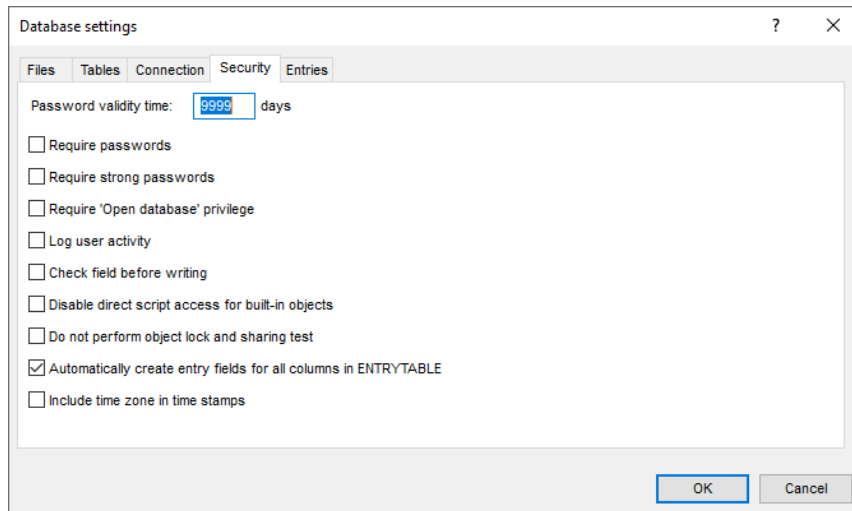 Database settings ?
Files Tables Connection Security Entries
Password validity time: 9999 days
Require passwords
Require strong passwords
Require 'Open database' privilege
Log user activity
Check field before writing
Disable direct script access for built-in objects
Do not perform object lock and sharing test
Automatically create entry fields for all columns in ENTRYTABLE
Include time zone in time stamps
OK Cancel